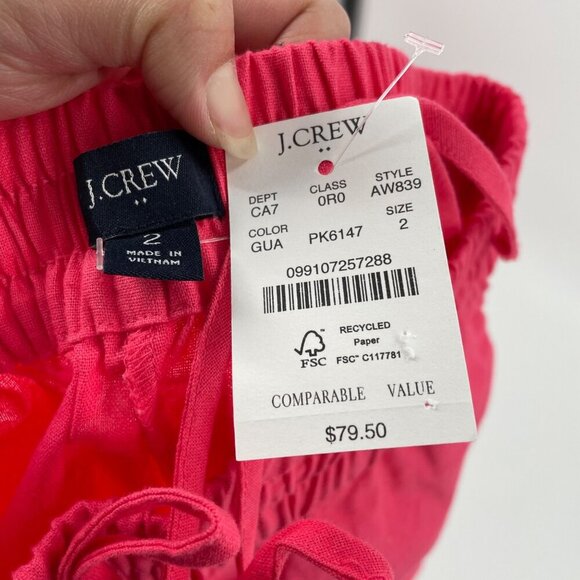 J.CREW
2
MADE IN
VIETNAM
J.CREW
DEPT CLASS STYLE
CA7 0R0 AW839
COLOR SIZE
GUA PK6147 2
099107257288
FSC
RECYCLED
Paper
FSC™ C117781
COMPARABLE VALUE
$79.50